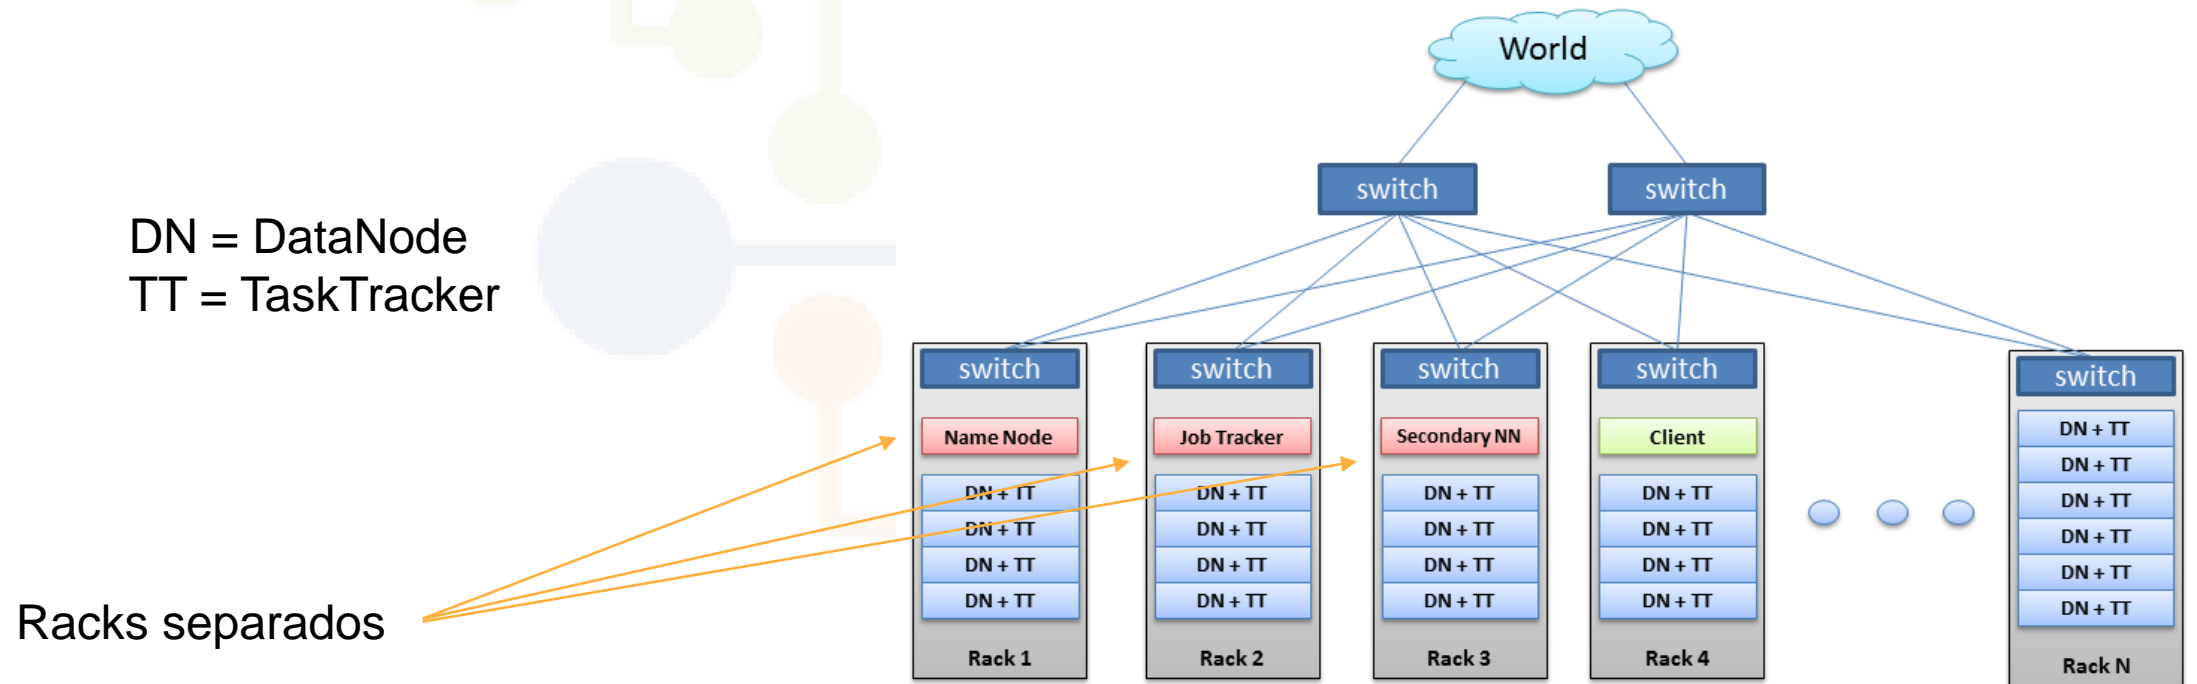 World
switch
switch
DN = DataNode
TT = TaskTracker
Racks separados
switch
Name Node
DN + TT
DN + TT
DN + TT
DN + TT
Rack 1
switch
Job Tracker
DN + TT
DN + TT
DN + TT
DN + TT
Rack 2
switch
Secondary NN
DN + TT
DN + TT
DN + TT
DN + TT
Rack 3
switch
Client
DN + TT
DN + TT
DN + TT
DN + TT
Rack 4
switch
DN + TT
DN + TT
DN + TT
DN + TT
DN + TT
DN + TT
Rack N